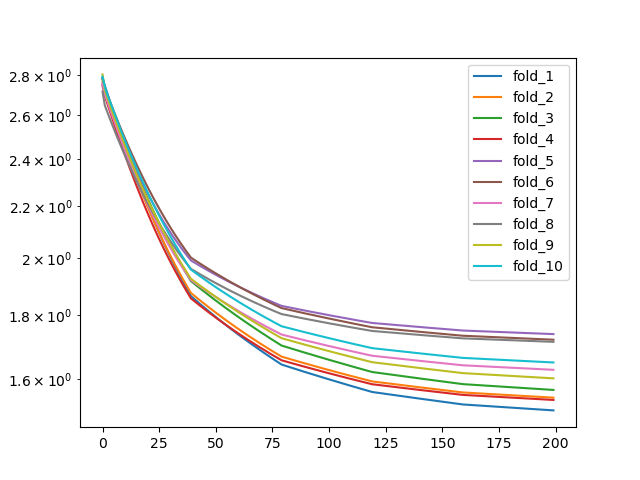 2.8 × 10⁰
2.6 × 10⁰
2.4 × 10⁰
2.2 × 10⁰
2 × 10⁰
1.8 × 10⁰
1.6 × 10⁰
0 25 50 75 100 125 150 175 200
fold_1
fold_2
fold_3
fold_4
fold_5
fold_6
fold_7
fold_8
fold_9
fold_10